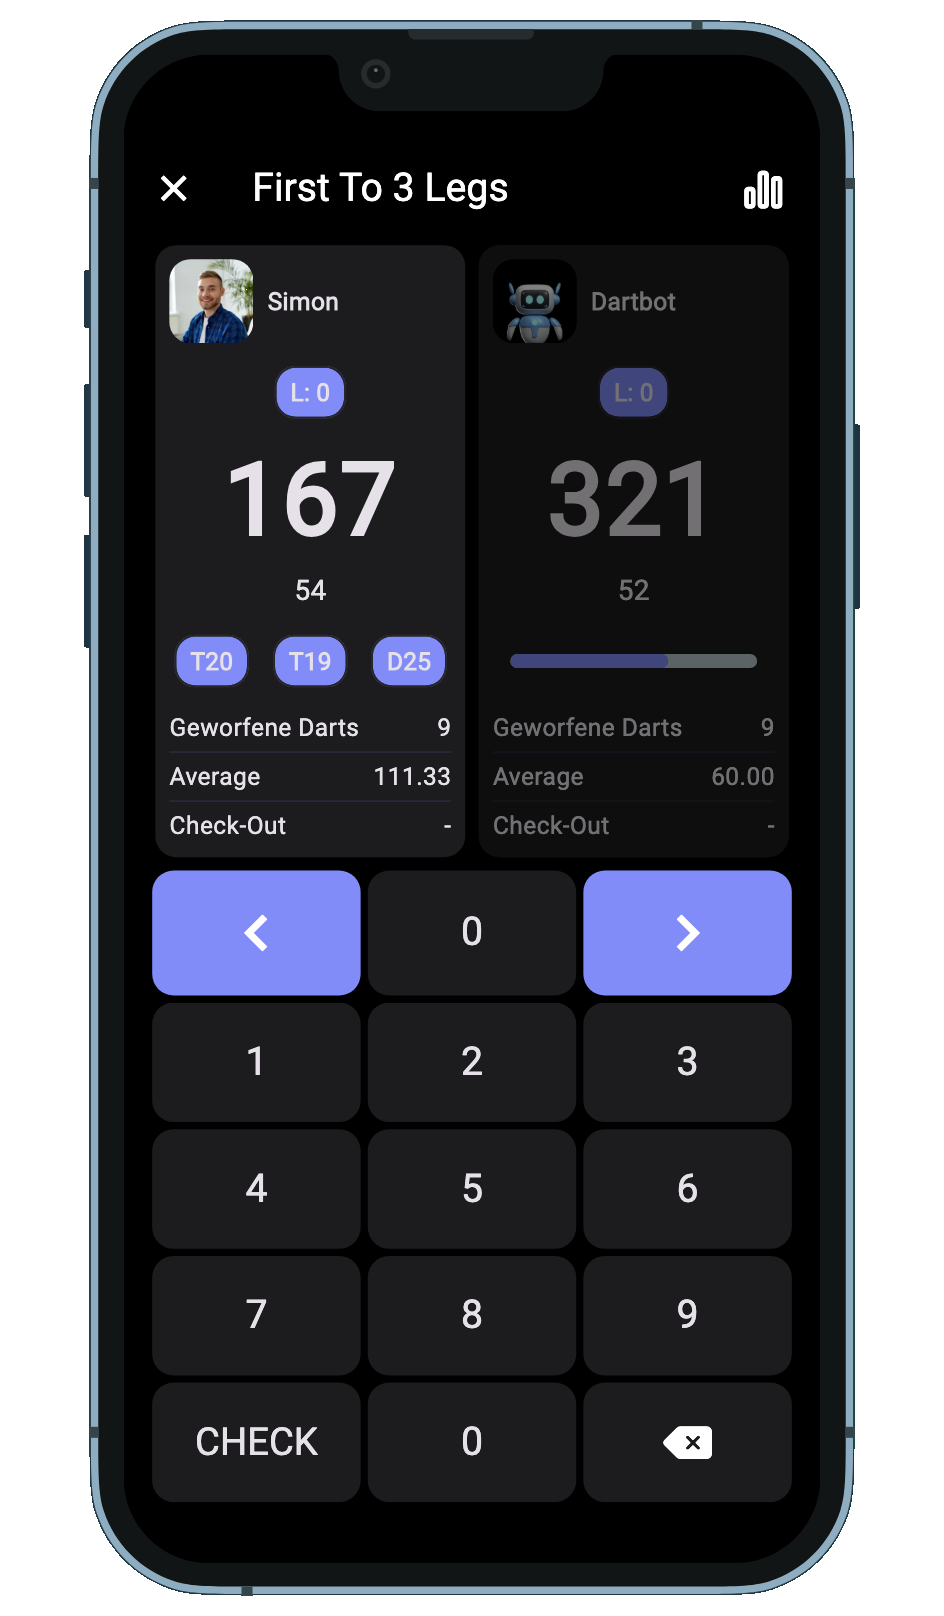 First To 3 Legs
Simon
L: 0
167
54
T20 T19 D25
Geworfene Darts 9
Average 111.33
Check-Out -
Dartbot
L: 0
321
52
Geworfene Darts 9
Average 60.00
Check-Out -
0
1 2 3
4 5 6
7 8 9
CHECK 0